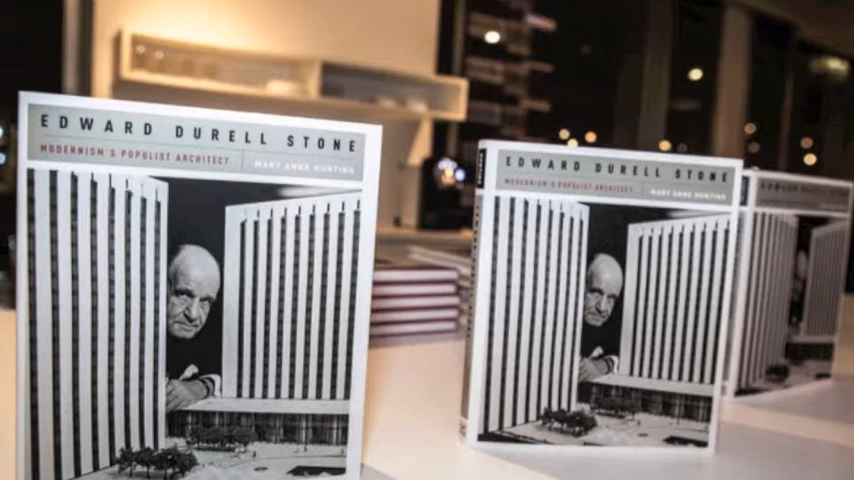 EDWARD DURELL STONE
MODERNISM'S POPULIST ARCHITECT
MARY ANNE HUNTING
EDWARD DURELL STONE
MODERNISM'S POPULIST ARCHITECT
MARY ANNE HUNTING